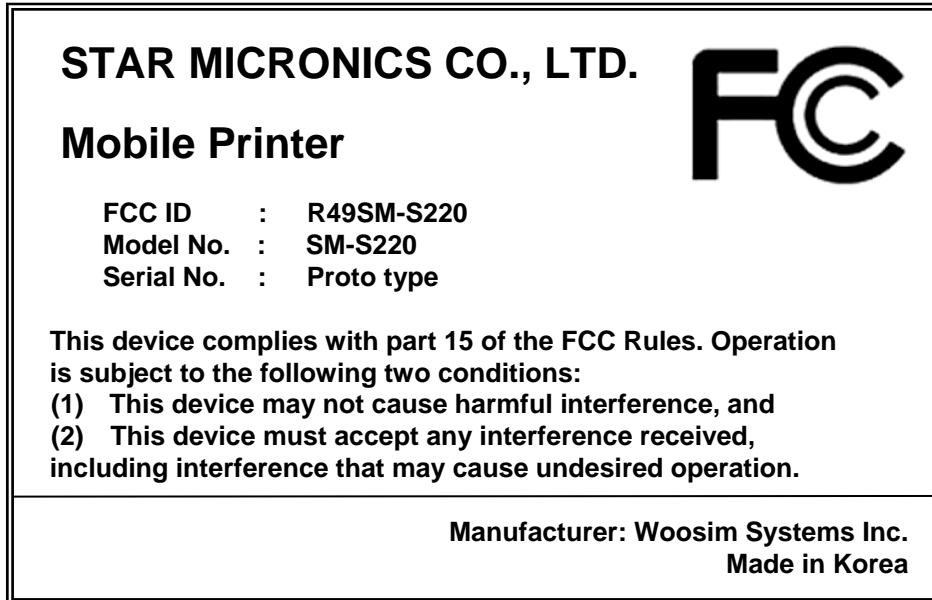 STAR MICRONICS CO., LTD.
FCC
Mobile Printer
FCC ID : R49SM-S220
Model No. : SM-S220
Serial No. : Proto type
This device complies with part 15 of the FCC Rules. Operation
is subject to the following two conditions:
(1) This device may not cause harmful interference, and
(2) This device must accept any interference received,
including interference that may cause undesired operation.
Manufacturer: Woosim Systems Inc.
Made in Korea